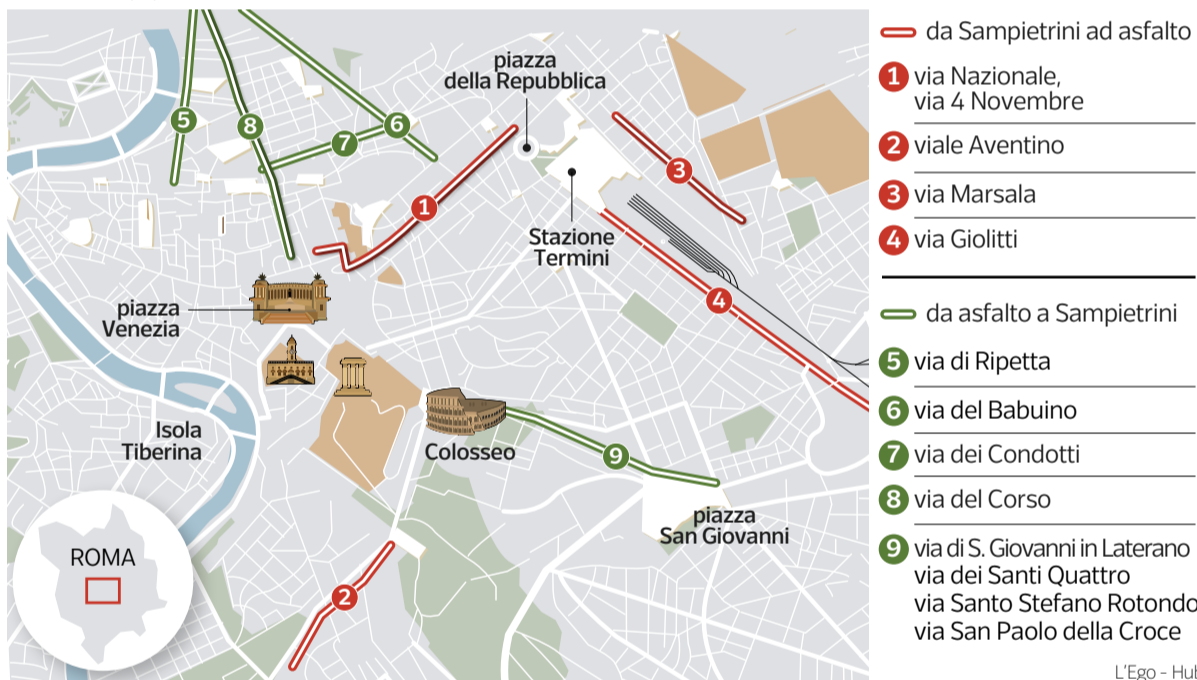 piazza
della Repubblica
5
8
7
6
1
3
Stazione
Termini
4
piazza
Venezia
Isola
Tiberina
Colosseo
9
piazza
San Giovanni
2
ROMA
da Sampietrini ad asfalto
1 via Nazionale,
via 4 Novembre
2 viale Aventino
3 via Marsala
4 via Giolitti
da asfalto a Sampietrini
5 via di Ripetta
6 via del Babuino
7 via dei Condotti
8 via del Corso
9 via di S. Giovanni in Laterano
via dei Santi Quattro
via Santo Stefano Rotondo
via San Paolo della Croce
L'Ego - Hub